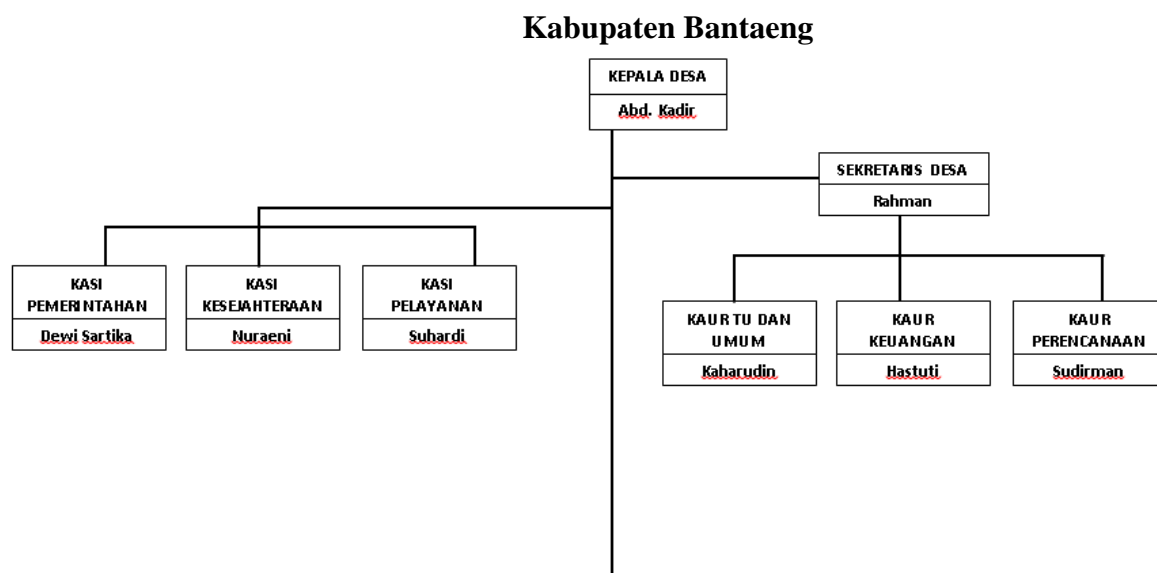 Kabupaten Bantaeng
KEPALA DESA
Abd. Kadir
SEKRETARIS DESA
Rahman
KASI
PEMERINTAHAN
Dewi Sartika
KASI
KESEJAHTERAAN
Nuraeni
KASI
PELAYANAN
Suhardi
KAUR TU DAN
UMUM
Kaharudin
KAUR
KEUANGAN
Hastuti
KAUR
PERENCANAAN
Sudirman